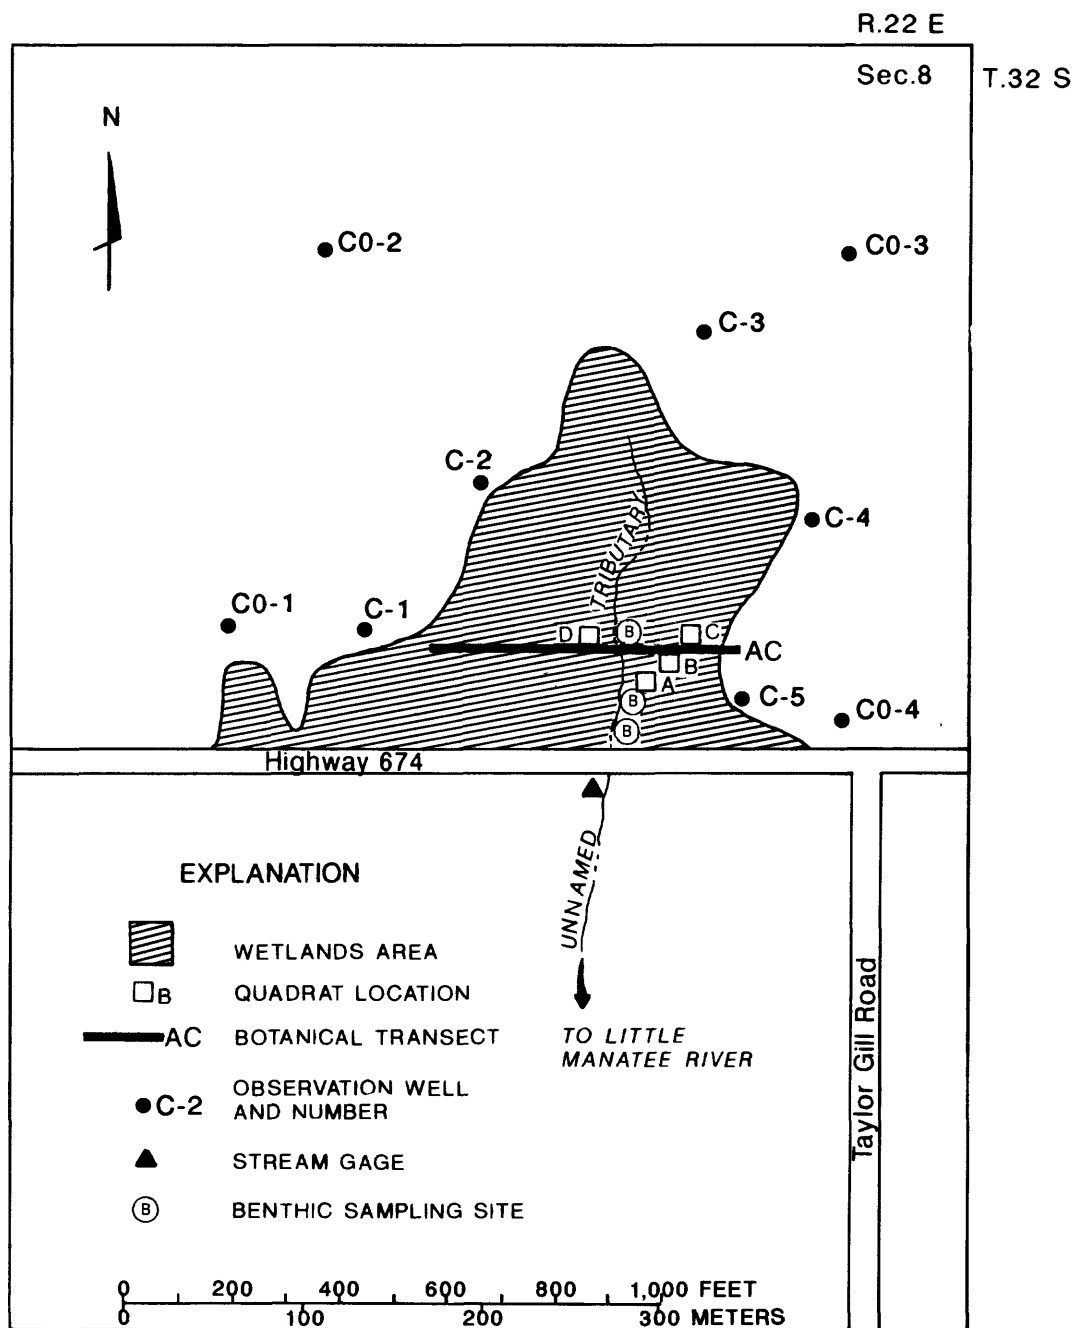 R.22 E
Sec.8
T.32 S
N
C0-2
C0-3
C-3
C-2
C-4
TRIBUTARY
C0-1
C-1
D
B
C
AC
B
A
B
C-5
C0-4
B
Highway 674
UNNAMED
EXPLANATION
WETLANDS AREA
B QUADRAT LOCATION
AC BOTANICAL TRANSECT
TO LITTLE
MANATEE RIVER
C-2 OBSERVATION WELL
AND NUMBER
STREAM GAGE
B BENTHIC SAMPLING SITE
Taylor Gill Road
0 200 400 600 800 1,000 FEET
0 100 200 300 METERS